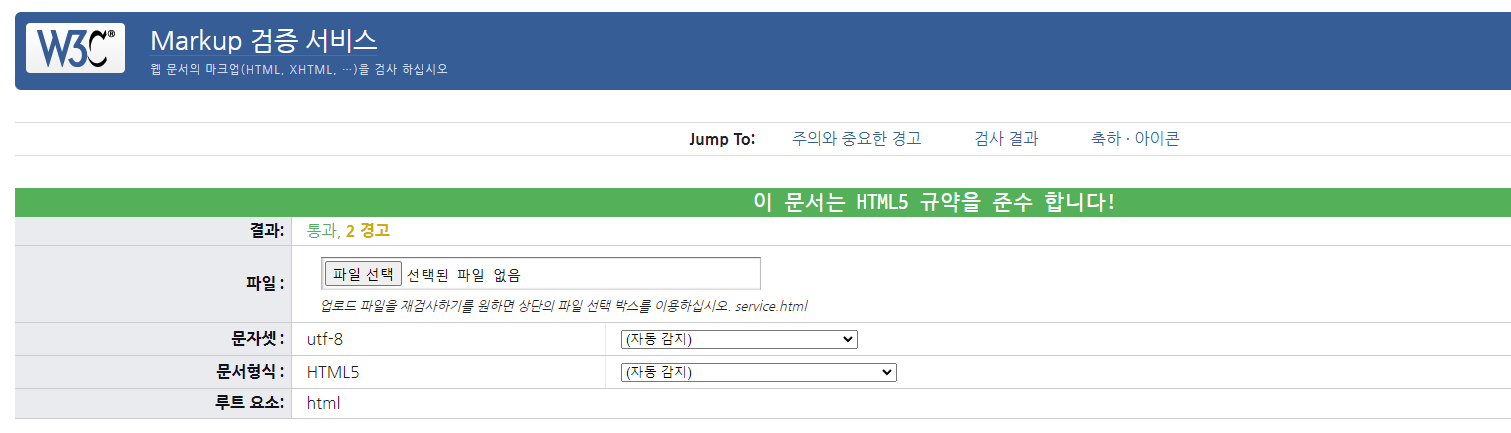 W3C®
Markup 검증 서비스
웹 문서의 마크업(HTML, XHTML, …)을 검사 하십시오
Jump To: 주의와 중요한 경고 검사 결과 축하 · 아이콘
이 문서는 HTML5 규약을 준수 합니다!
결과: 통과, 2 경고
파일 : 파일 선택 선택된 파일 없음
업로드 파일을 재검사하기를 원하면 상단의 파일 선택 박스를 이용하십시오. service.html
문자셋 : utf-8 (자동 감지)
문서형식 : HTML5 (자동 감지)
루트 요소: html